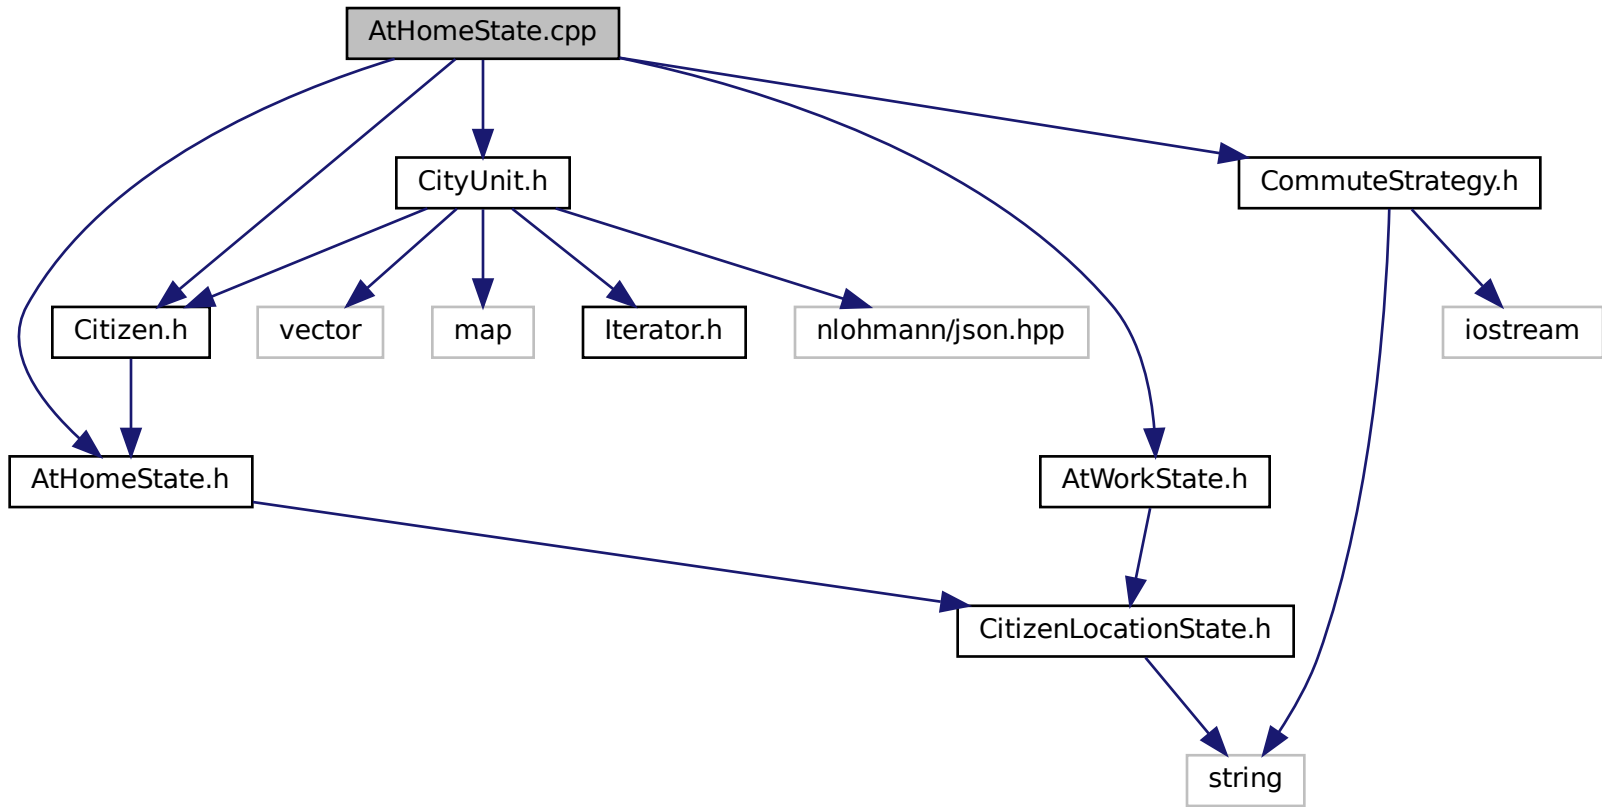 AtHomeState.cpp
CityUnit.h
CommuteStrategy.h
Citizen.h
vector
map
Iterator.h
nlohmann/json.hpp
iostream
AtHomeState.h
AtWorkState.h
CitizenLocationState.h
string